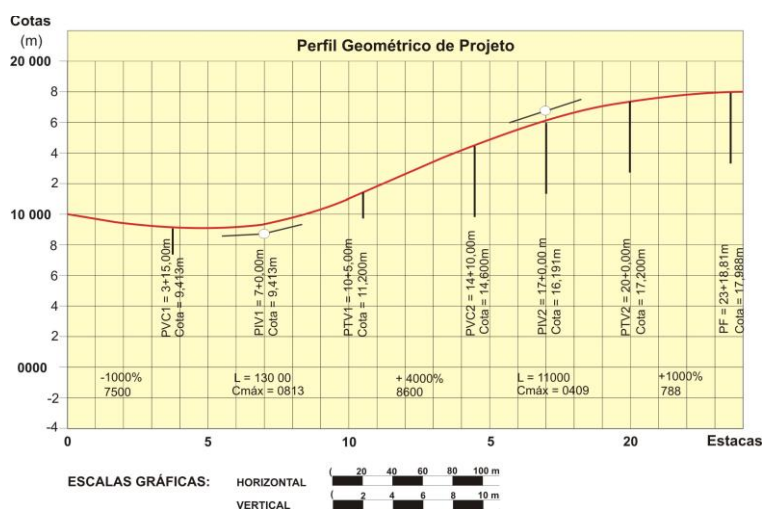 Cotas
(m)
Perfil Geométrico de Projeto
20 000
8
6
4
2
10 000
8
6
4
2
0000
-2
-4
PVC1 = 3+15,00m
Cota = 9,413m
PIV1 = 7+0,00m
Cota = 9,413m
PTV1 = 10+5,00m
Cota = 11,200m
PVC2 = 14+10,00m
Cota = 14,600m
PIV2 = 17+0,00 m
Cota = 16,191m
PTV2 = 20+0,00m
Cota = 17,200m
PF = 23+18,81m
Cota = 17,988m
-1000%
7500
L = 130 00
Cmáx = 0813
+ 4000%
8600
L = 11000
Cmáx = 0409
+1000%
788
0 5 10 5 20 Estacas
ESCALAS GRÁFICAS:
HORIZONTAL ( 20 40 60 80 100 m
VERTICAL ( 2 4 6 8 10 m